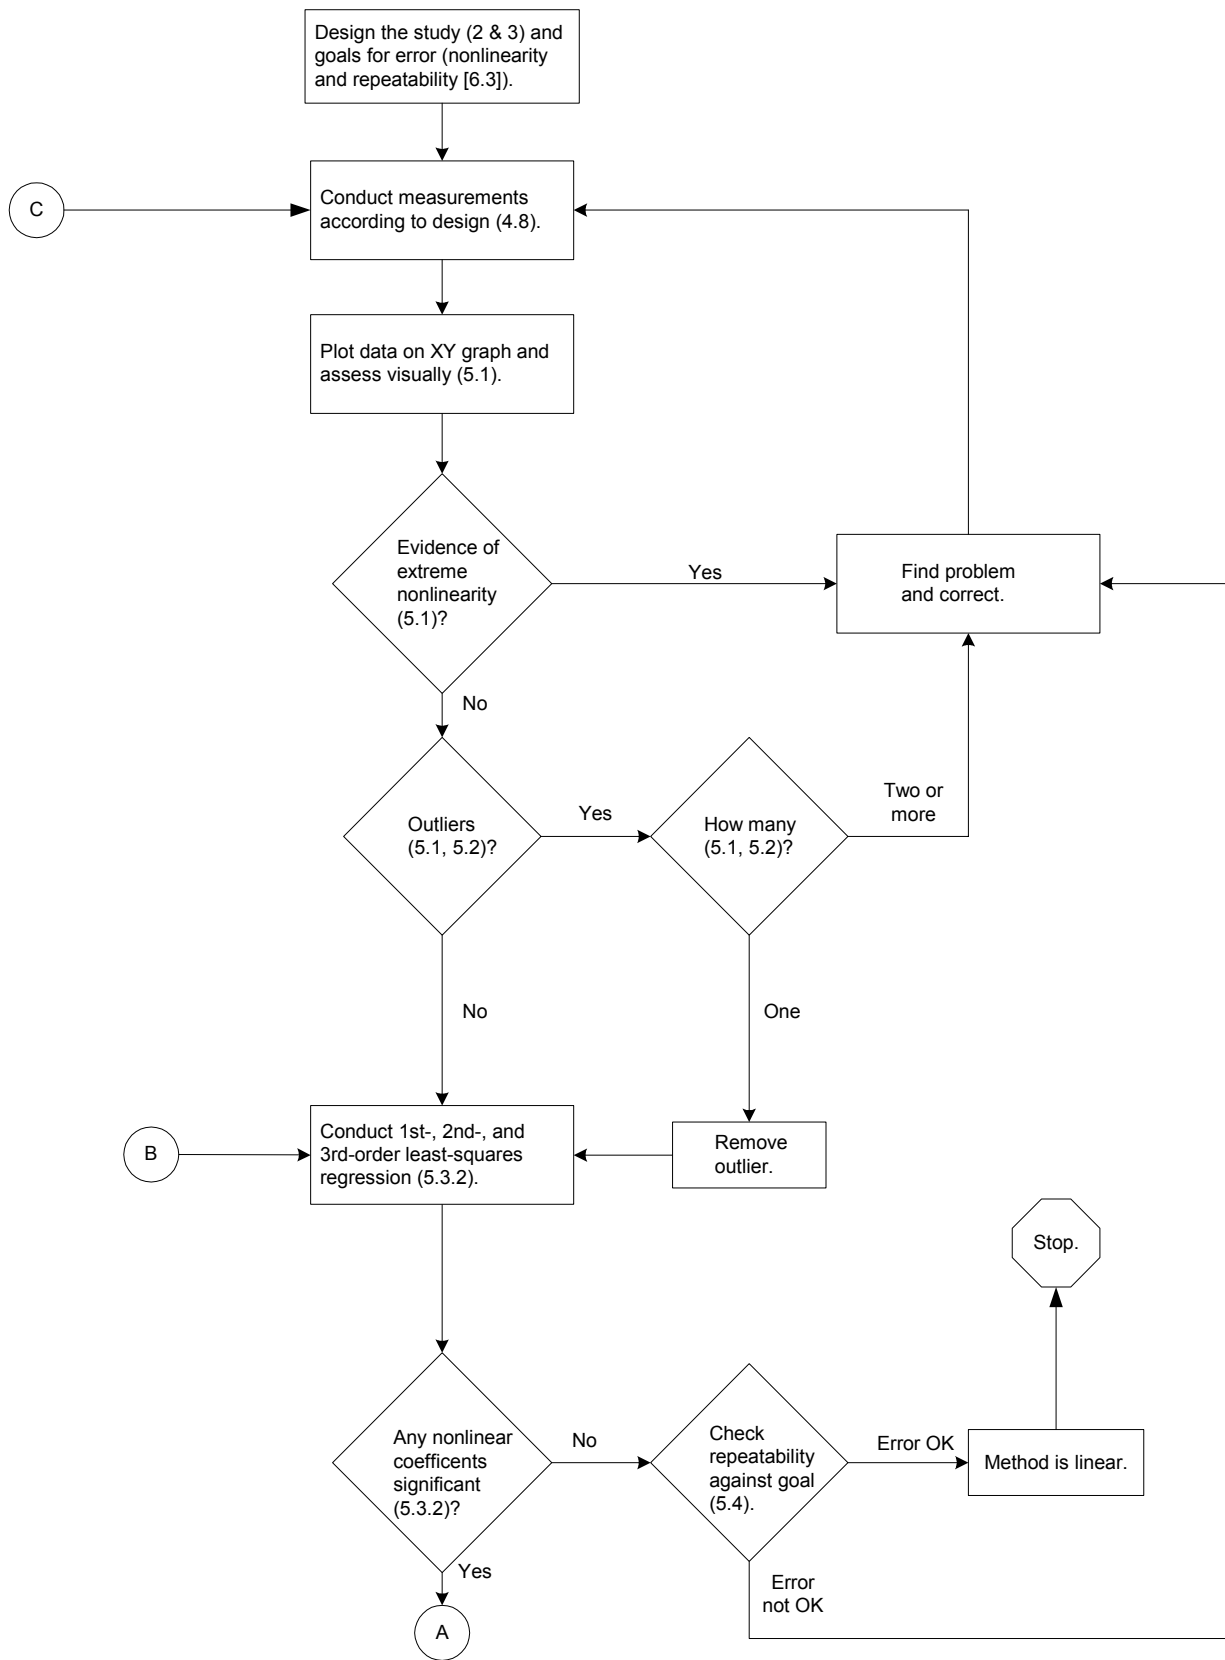 Design the study (2 & 3) and
goals for error (nonlinearity
and repeatability [6.3]).
C
Conduct measurements
according to design (4.8).
Plot data on XY graph and
assess visually (5.1).
Evidence of
extreme
nonlinearity
(5.1)?
Yes
Find problem
and correct.
No
Outliers
(5.1, 5.2)?
Yes
How many
(5.1, 5.2)?
Two or
more
No
One
B
Conduct 1st-, 2nd-, and
3rd-order least-squares
regression (5.3.2).
Remove
outlier.
Stop.
Any nonlinear
coefficents
significant
(5.3.2)?
No
Check
repeatability
against goal
(5.4).
Error OK
Method is linear.
Yes
Error
not OK
A